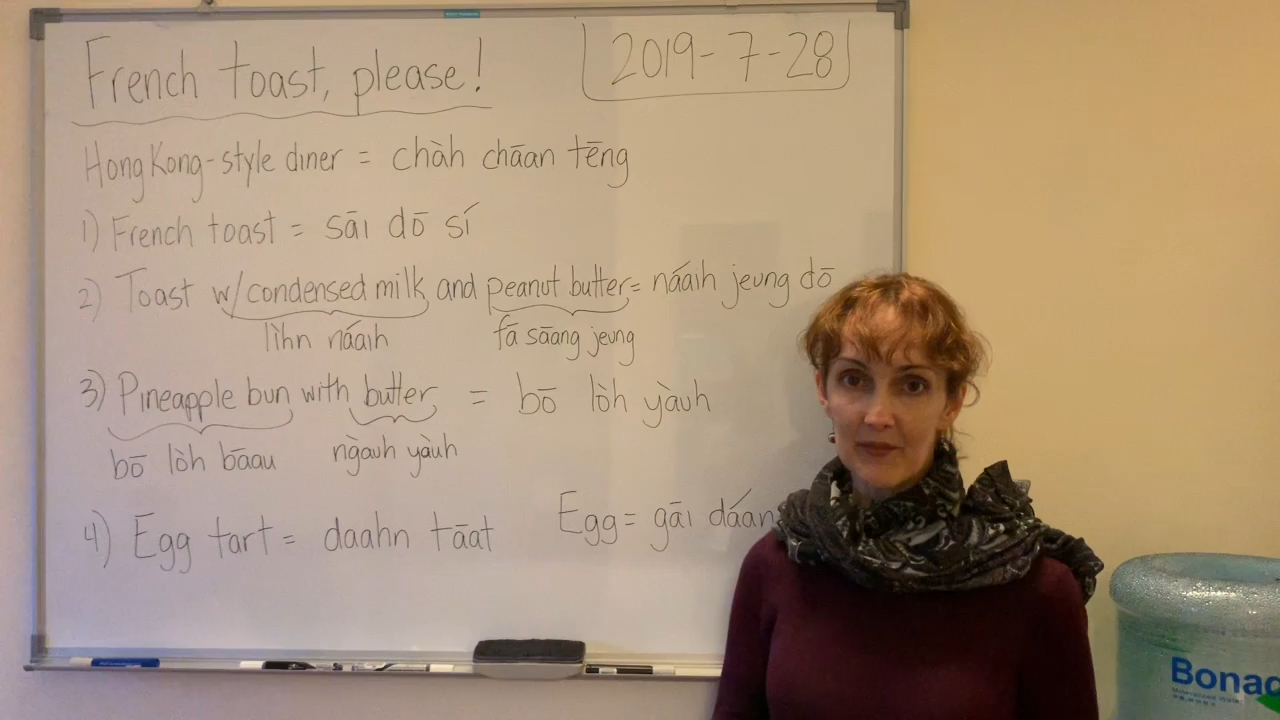 French toast, please!
2019-7-28
Hong Kong-style diner = chàh chāan tēng
1) French toast = sāi dō sí
2) Toast w/condensed milk and peanut butter = náaih jeung dō
lìhn náaih
fā sāang jeung
3) Pineapple bun with butter = bō lòh yàuh
bō lòh bāau
ngàuh yàuh
4) Egg tart = daahn tāat
Egg = gāi dáan
Bonaq